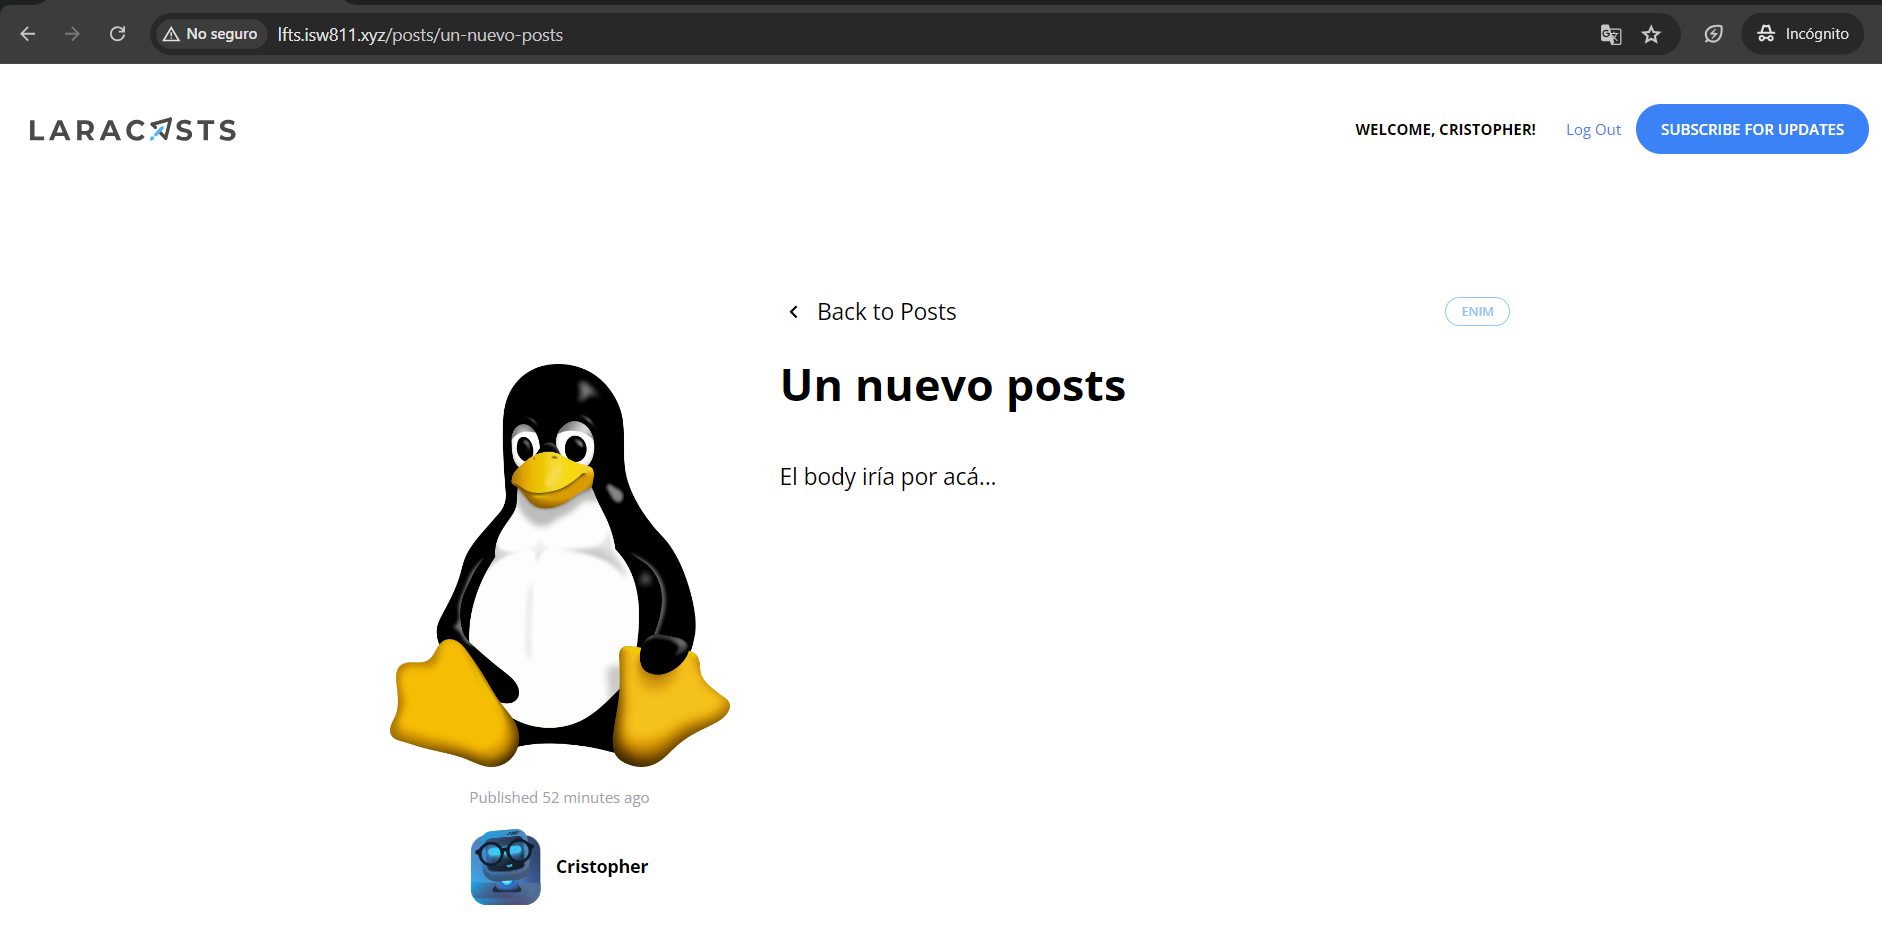 No seguro
lfts.isw811.xyz/posts/un-nuevo-posts
Incógnito
LARACASTS
WELCOME, CRISTOPHER!
Log Out
SUBSCRIBE FOR UPDATES
Back to Posts
ENIM
Un nuevo posts
El body iría por acá...
Published 52 minutes ago
Cristopher